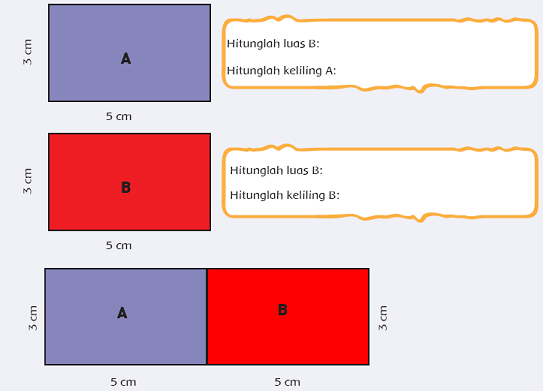 3 cm
A
5 cm
Hitunglah luas B:
Hitunglah keliling A:
3 cm
B
5 cm
Hitunglah luas B:
Hitunglah keliling B:
3 cm
A
B
3 cm
5 cm
5 cm